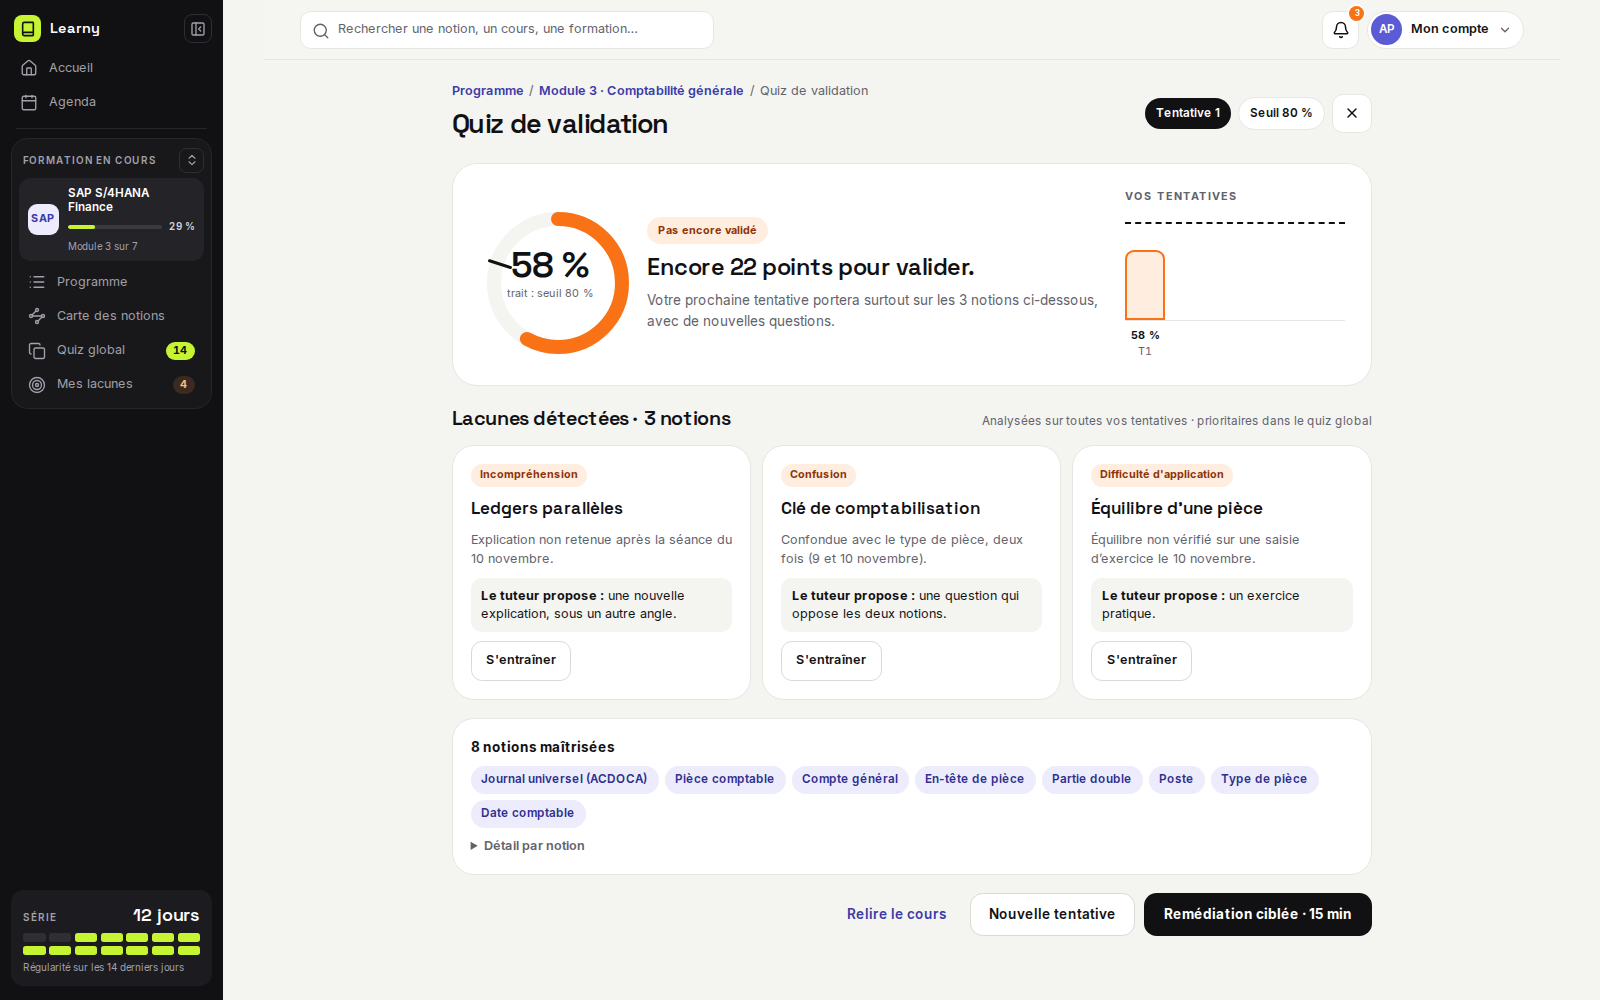 Learny
Accueil
Agenda
FORMATION EN COURS
SAP
SAP S/4HANA
Finance
29 %
Module 3 sur 7
Programme
Carte des notions
Quiz global
14
Mes lacunes
4
SÉRIE
12 jours
Régularité sur les 14 derniers jours
Rechercher une notion, un cours, une formation...
3
AP
Mon compte
Programme / Module 3 · Comptabilité générale / Quiz de validation
Quiz de validation
Tentative 1
Seuil 80 %
58 %
trait : seuil 80 %
Pas encore validé
Encore 22 points pour valider.
Votre prochaine tentative portera surtout sur les 3 notions ci-dessous,
avec de nouvelles questions.
VOS TENTATIVES
58 %
T1
Lacunes détectées · 3 notions
Analysées sur toutes vos tentatives · prioritaires dans le quiz global
Incompréhension
Ledgers parallèles
Explication non retenue après la séance du
10 novembre.
Le tuteur propose : une nouvelle
explication, sous un autre angle.
S'entraîner
Confusion
Clé de comptabilisation
Confondue avec le type de pièce, deux
fois (9 et 10 novembre).
Le tuteur propose : une question qui
oppose les deux notions.
S'entraîner
Difficulté d'application
Équilibre d'une pièce
Équilibre non vérifié sur une saisie
d'exercice le 10 novembre.
Le tuteur propose : un exercice
pratique.
S'entraîner
8 notions maîtrisées
Journal universel (ACDOCA)
Pièce comptable
Compte général
En-tête de pièce
Partie double
Poste
Type de pièce
Date comptable
Détail par notion
Relire le cours
Nouvelle tentative
Remédiation ciblée · 15 min